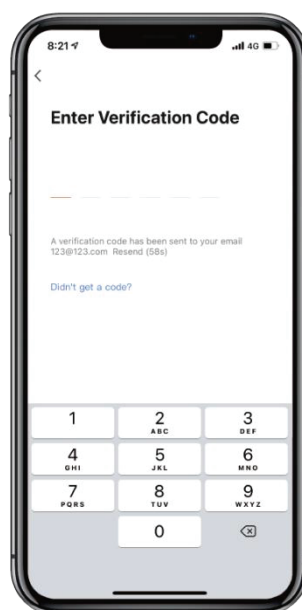 8:21
4G
Enter Verification Code
A verification code has been sent to your email
123@123.com Resend (58s)
Didn't get a code?
1
2
ABC
3
DEF
4
GHI
5
JKL
6
MNO
7
PQRS
8
TUV
9
WXYZ
0